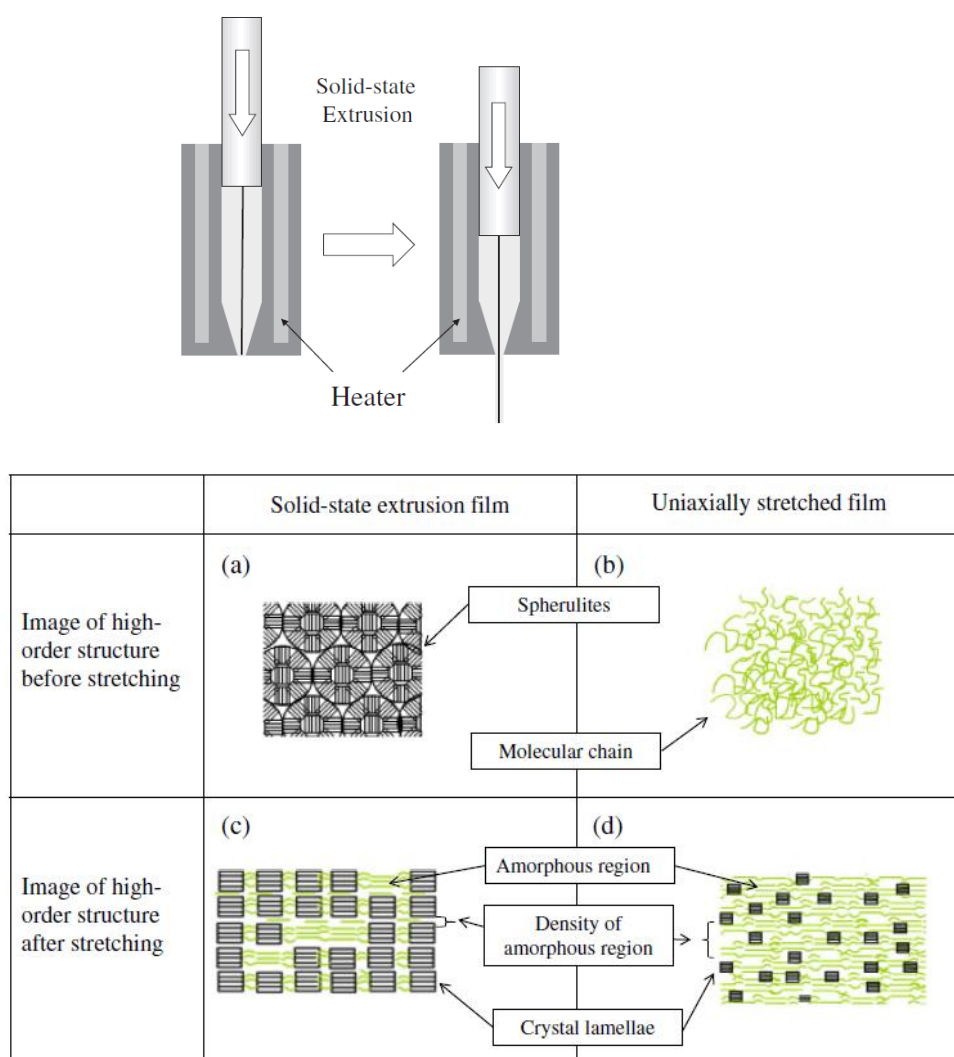 Solid-state
Extrusion
Heater
Solid-state extrusion film
Uniaxially stretched film
Image of high-
order structure
before stretching
(a)
(b)
Spherulites
Molecular chain
Image of high-
order structure
after stretching
(c)
(d)
Amorphous region
Density of
amorphous region
Crystal lamellae